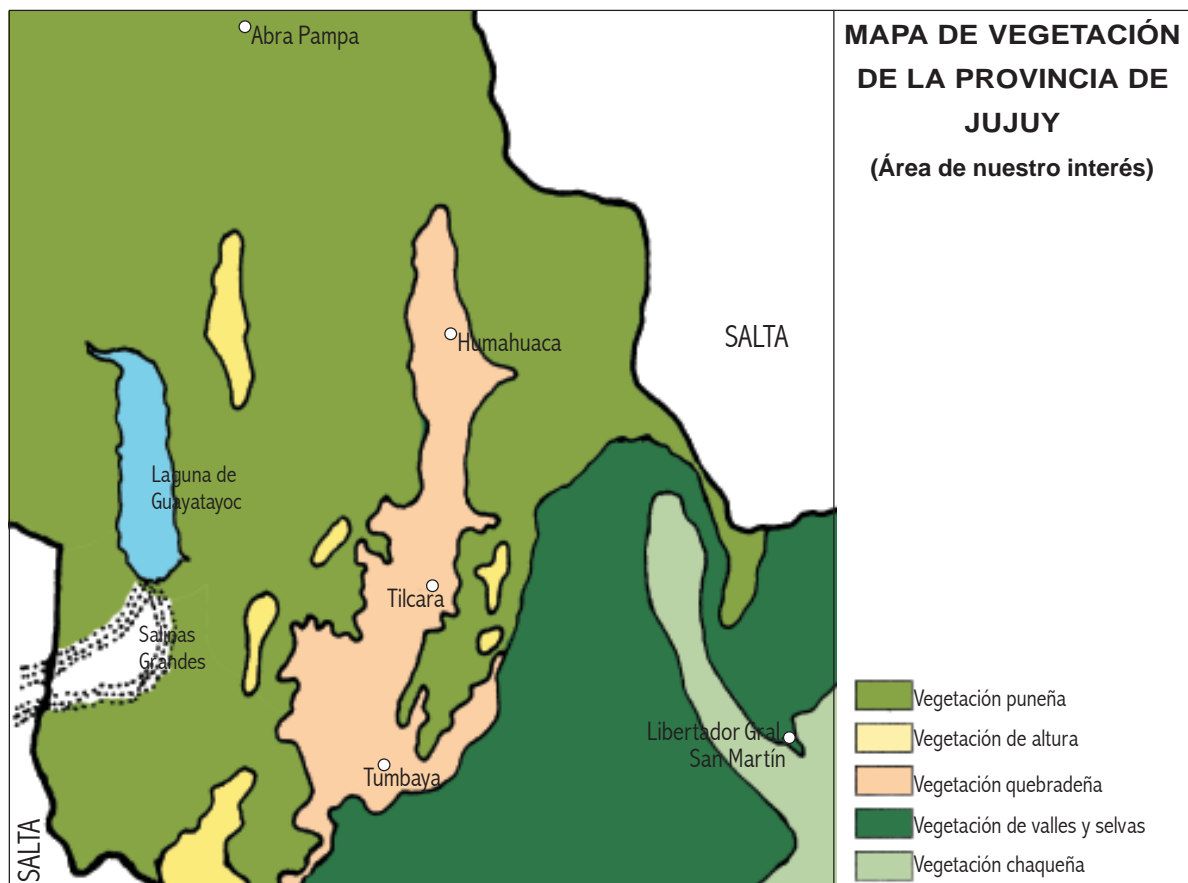 MAPA DE VEGETACIÓN
DE LA PROVINCIA DE
JUJUY
(Área de nuestro interés)
Abra Pampa
Humahuaca
SALTA
Laguna de
Guayatayoc
Tilcara
Salinas
Grandes
Libertador Gral.
San Martín
Tumbaya
SALTA
Vegetación puneña
Vegetación de altura
Vegetación quebradeña
Vegetación de valles y selvas
Vegetación chaqueña